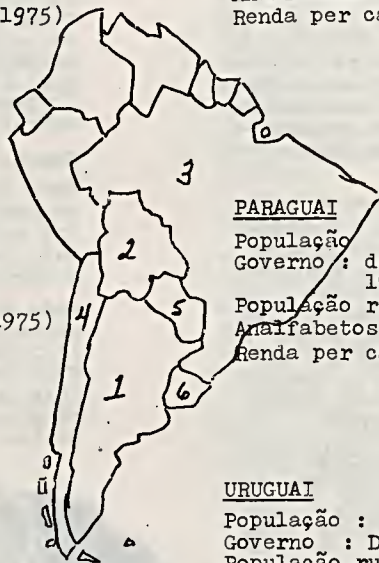 1975)
Renda per ca
3
PARAGUAI
População
Governo : d
19
2
População r
Analfabetos
Renda per c
975)
4
5
1
6
URUGUAI
População :
Governo : D
População ru